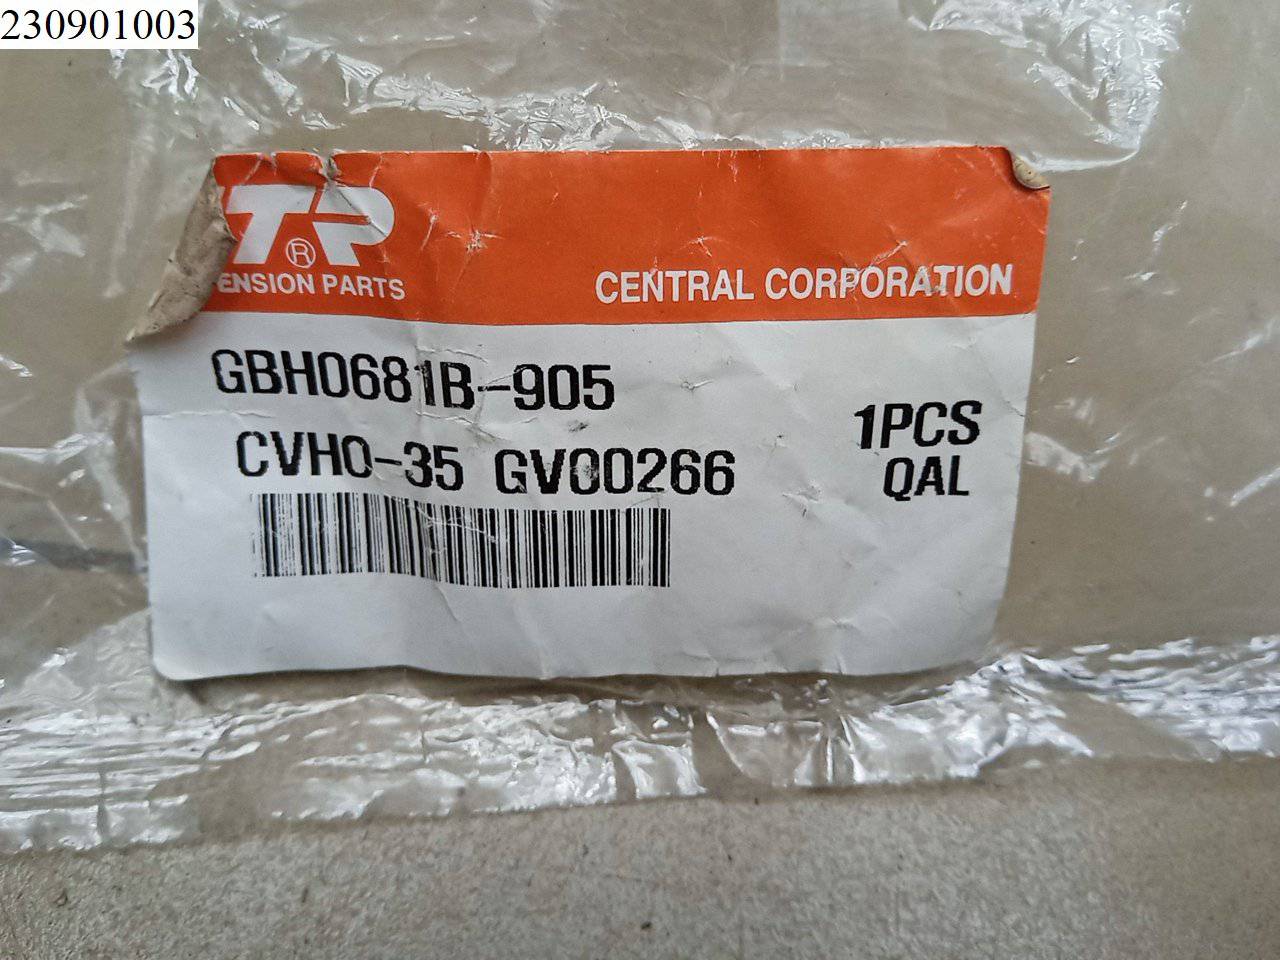 230901003
TP
®
ENSION PARTS
CENTRAL CORPORATION
GBH0681B-905
CVHO-35 GV00266
1PCS
QAL